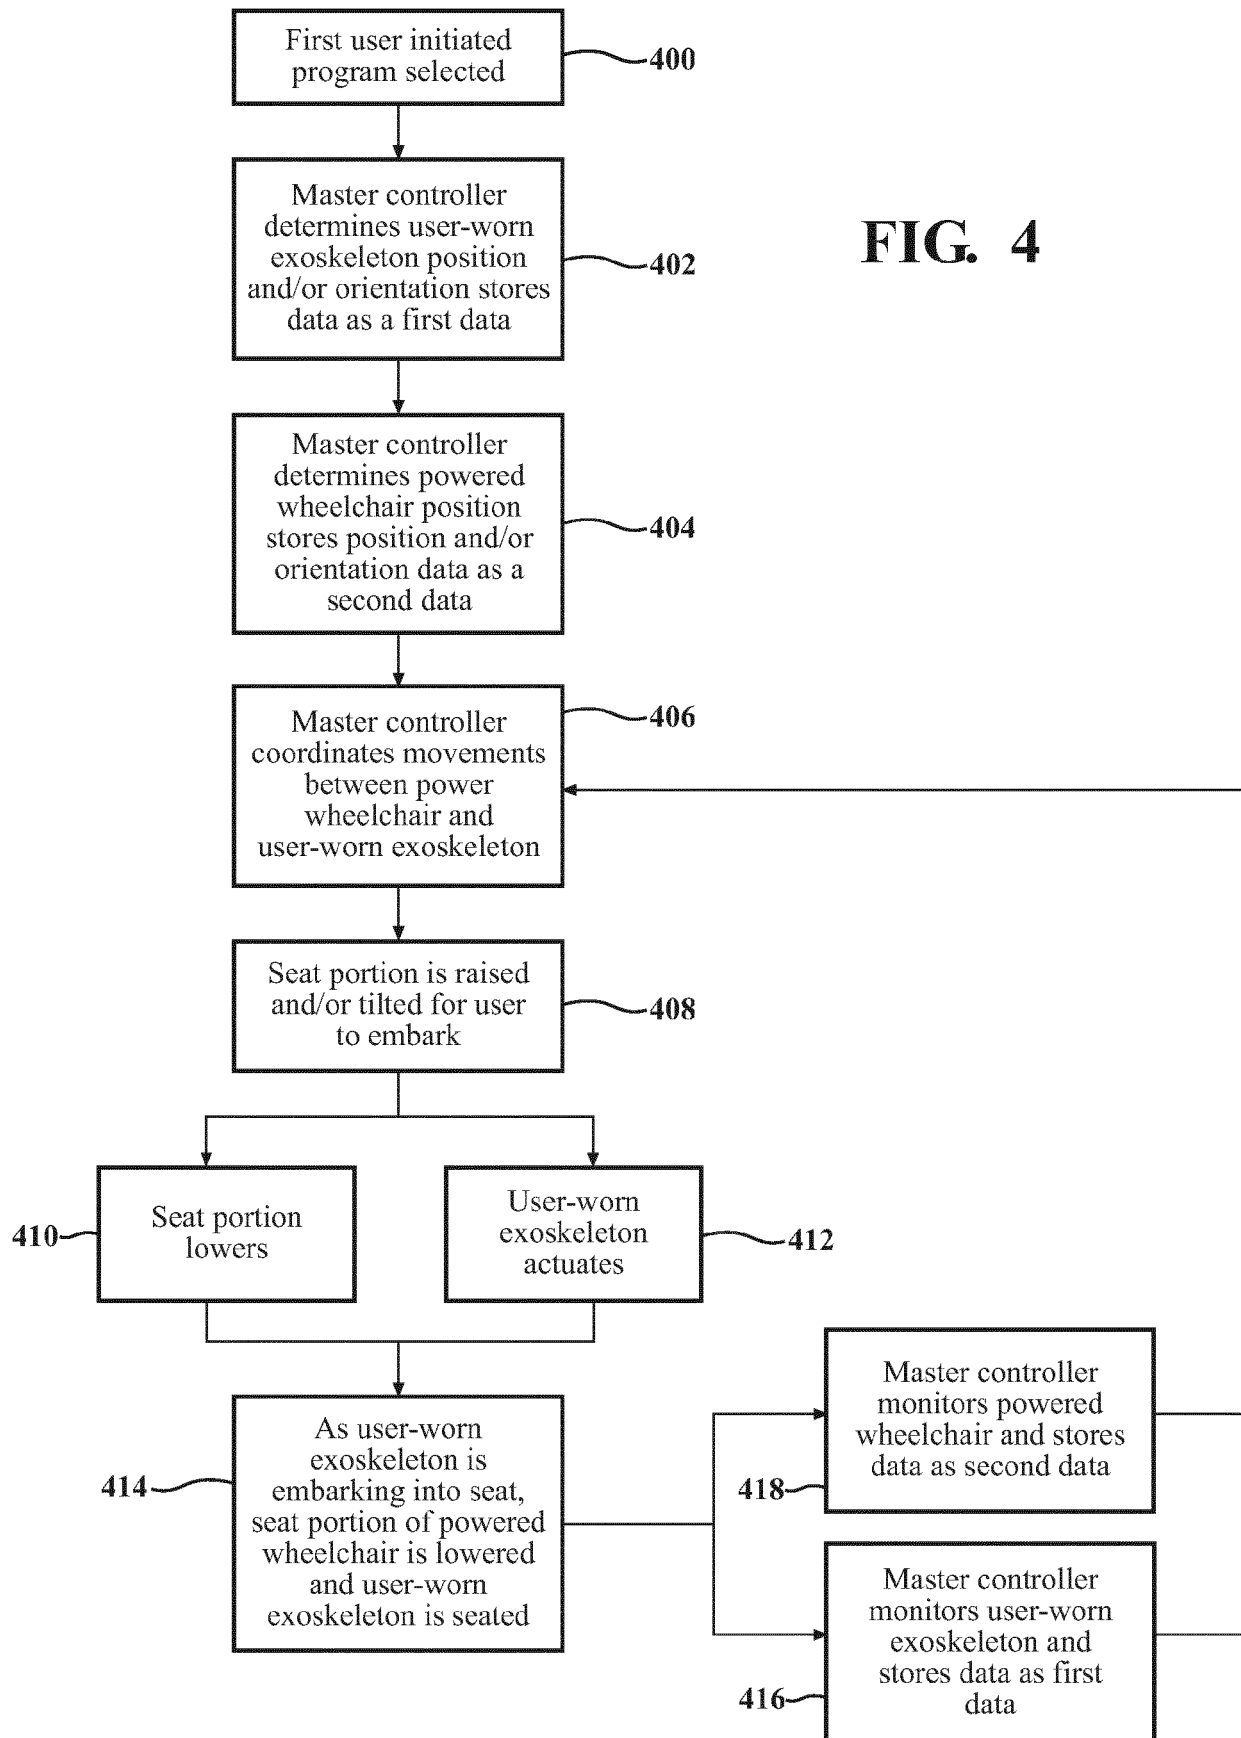 First user initiated
program selected
400
Master controller
determines user-worn
exoskeleton position
and/or orientation stores
data as a first data
402
FIG. 4
Master controller
determines powered
wheelchair position
stores position and/or
orientation data as a
second data
404
Master controller
coordinates movements
between power
wheelchair and
user-worn exoskeleton
406
Seat portion is raised
and/or tilted for user
to embark
408
410
Seat portion
lowers
User-worn
exoskeleton
actuates
412
414
As user-worn
exoskeleton is
embarking into seat,
seat portion of powered
wheelchair is lowered
and user-worn
exoskeleton is seated
Master controller
monitors powered
wheelchair and stores
data as second data
418
Master controller
monitors user-worn
exoskeleton and
stores data as first
data
416